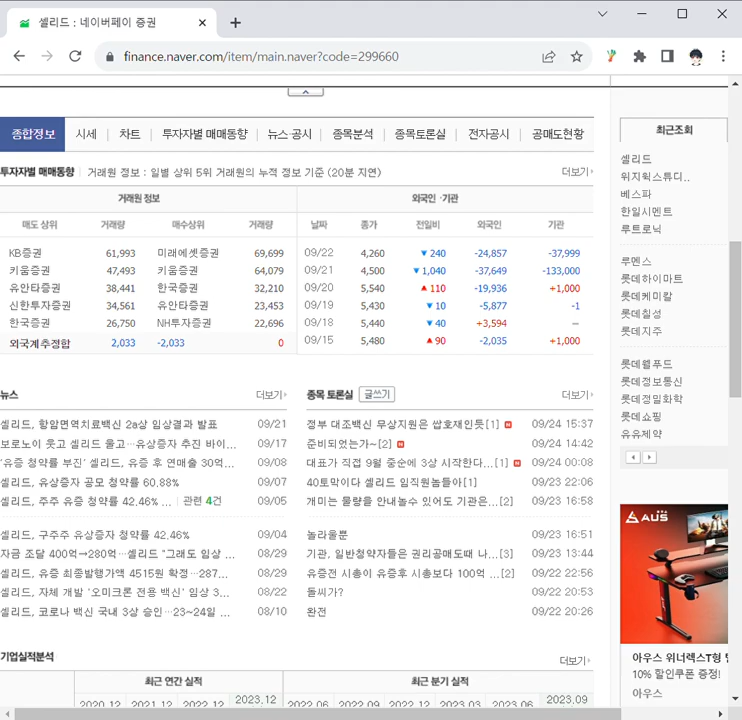 셀리드 : 네이버페이 증권
finance.naver.com/item/main.naver?code=299660
종합정보 시세 차트 투자자별 매매동향 뉴스·공시 종목분석 종목토론실 전자공시 공매도현황
투자자별 매매동향 거래원 정보 : 일별 상위 5위 거래원의 누적 정보 기준 (20분 지연) 더보기
거래원 정보 외국인·기관
매도 상위 거래량 매수상위 거래량 날짜 종가 전일비 외국인 기관
KB증권 61,993 미래에셋증권 69,699 09/22 4,260 ▼ 240 -24,857 -37,999
키움증권 47,493 키움증권 64,079 09/21 4,500 ▼ 1,040 -37,649 -133,000
유안타증권 38,441 한국증권 32,210 09/20 5,540 ▲ 110 -19,936 +1,000
신한투자증권 34,561 유안타증권 23,453 09/19 5,430 ▼ 10 -5,877 -1
한국증권 26,750 NH투자증권 22,696 09/18 5,440 ▼ 40 +3,594 –
외국계추정합 2,033 -2,033 0 09/15 5,480 ▲ 90 -2,035 +1,000
뉴스 더보기
셀리드, 항암면역치료백신 2a상 임상결과 발표 09/21
보로노이 웃고 셀리드 울고…유상증자 추진 바이... 09/17
'유증 청약률 부진' 셀리드, 유증 후 연매출 30억... 09/08
셀리드, 유상증자 공모 청약률 60.88% 09/07
셀리드, 주주 유증 청약률 42.46% ... 관련 4건 09/05
셀리드, 구주주 유상증자 청약률 42.46% 09/04
자금 조달 400억→280억…셀리드 "그래도 임상 ... 08/29
셀리드, 유증 최종발행가액 4515원 확정…287... 08/29
셀리드, 자체 개발 '오미크론 전용 백신' 임상 3... 08/22
셀리드, 코로나 백신 국내 3상 승인…23~24일 ... 08/10
종목 토론실 글쓰기 더보기
정부 대조백신 무상지원은 쌉호재인듯[1] N 09/24 15:37
준비되었는가~[2] N 09/24 14:42
대표가 직접 9월 중순에 3상 시작한다...[1] N 09/24 00:08
40토막이다 셀리드 임직원놈들아[1] 09/23 22:06
개미는 물량을 안내놀수 있어도 기관은...[2] 09/23 16:58
놀라울뿐 09/23 16:51
기관, 일반청약자들은 권리공매도때 나...[3] 09/23 13:44
유증전 시총이 유증후 시총보다 100억 ...[2] 09/22 22:56
돌씨가? 09/22 20:53
완전 09/22 20:26
기업실적분석 더보기
최근 연간 실적 최근 분기 실적
2020.12 2021.12 2022.12 2023.12 2022.06 2022.09 2022.12 2023.03 2023.06 2023.09
최근조회
셀리드
위지윅스튜디..
베스파
한일시멘트
루트로닉
루멘스
롯데하이마트
롯데케미칼
롯데칠성
롯데지주
롯데웰푸드
롯데정보통신
롯데정밀화학
롯데쇼핑
유유제약
AUS
아우스 위너렉스T형
10% 할인쿠폰 증정!
아우스